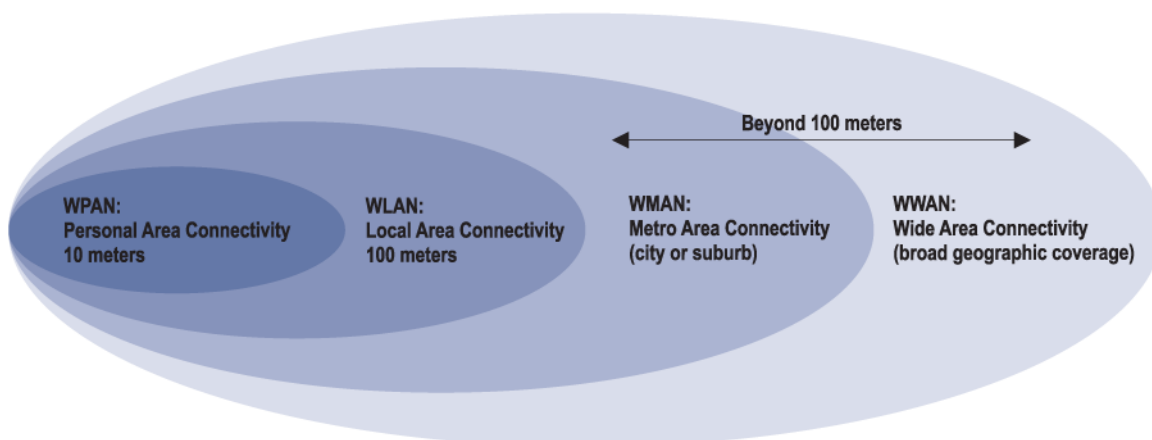 Beyond 100 meters
WPAN:
Personal Area Connectivity
10 meters
WLAN:
Local Area Connectivity
100 meters
WMAN:
Metro Area Connectivity
(city or suburb)
WWAN:
Wide Area Connectivity
(broad geographic coverage)